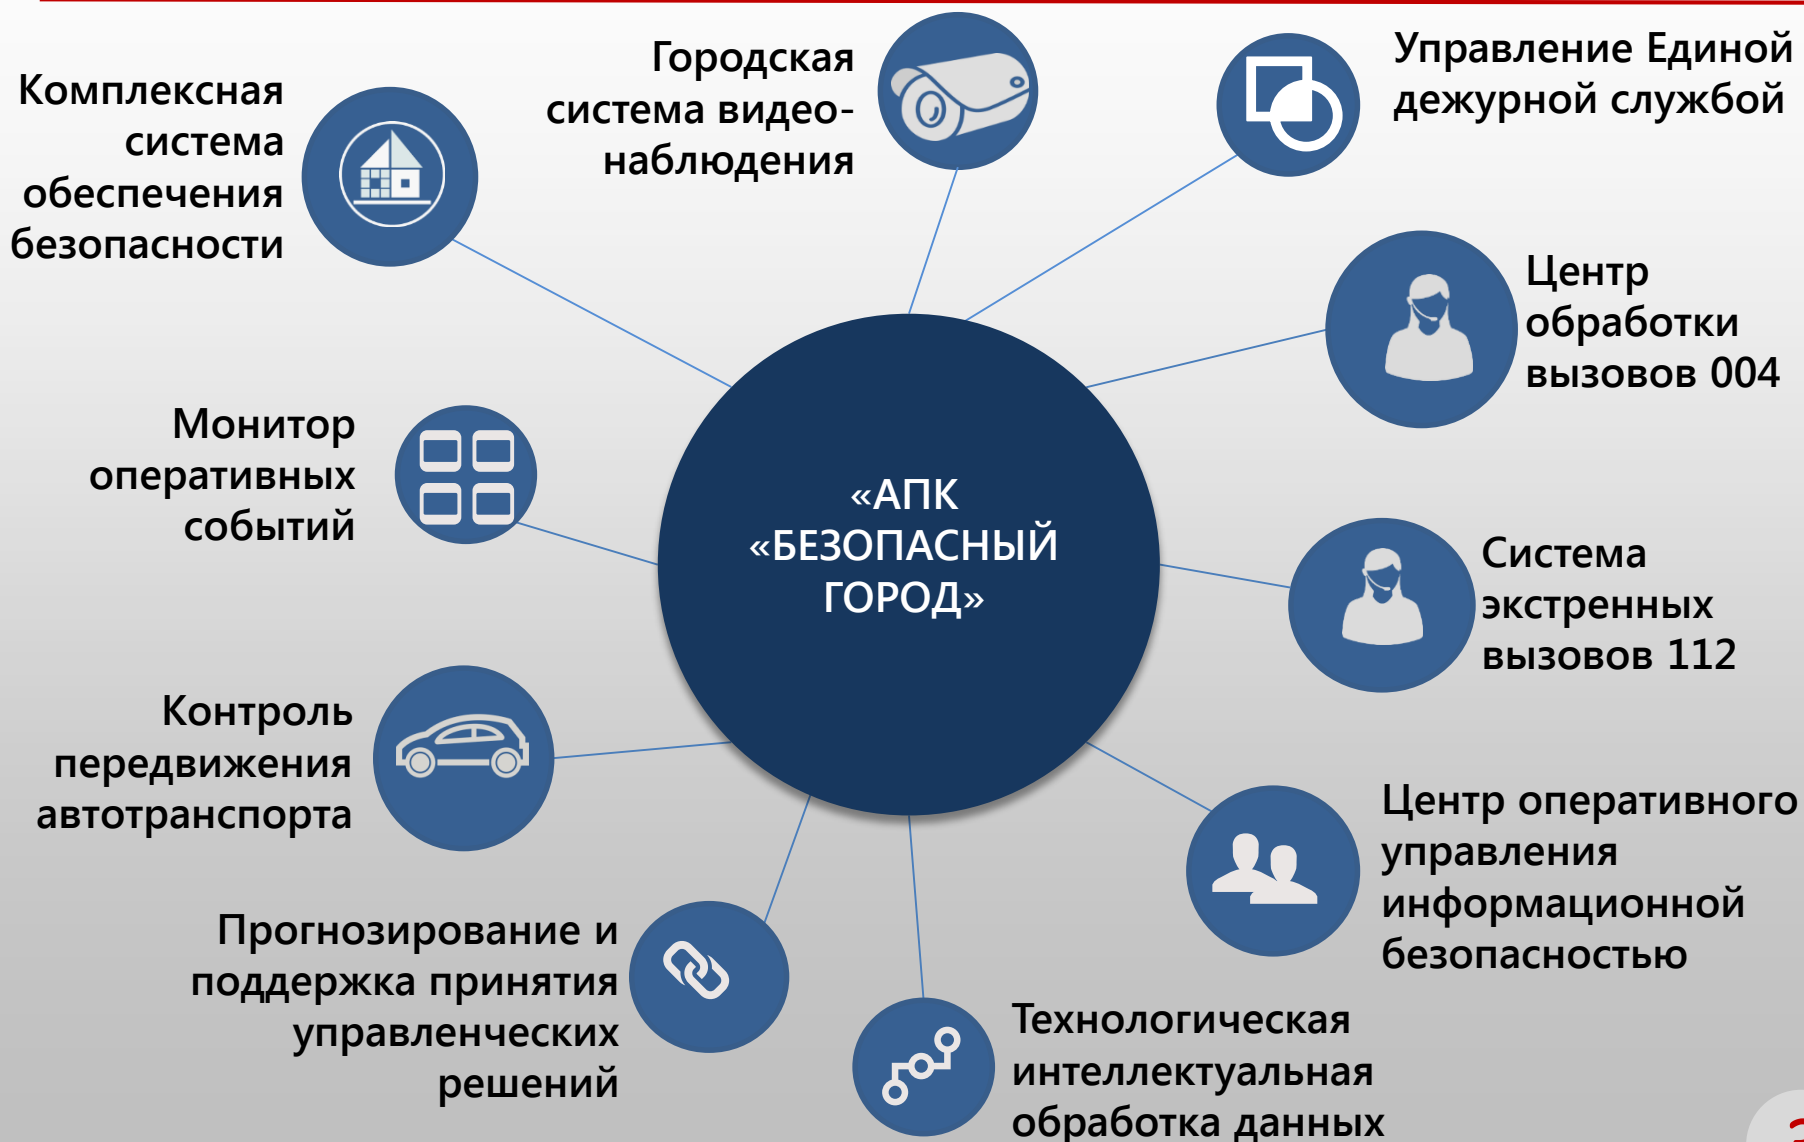 Комплексная
система
обеспечения
безопасности
Городская
система видео-
наблюдения
Управление Единой
дежурной службой
Центр
обработки
вызовов 004
Монитор
оперативных
событий
«АПК
«БЕЗОПАСНЫЙ
ГОРОД»
Система
экстренных
вызовов 112
Контроль
передвижения
автотранспорта
Центр оперативного
управления
информационной
безопасностью
Прогнозирование и
поддержка принятия
управленческих
решений
Технологическая
интеллектуальная
обработка данных